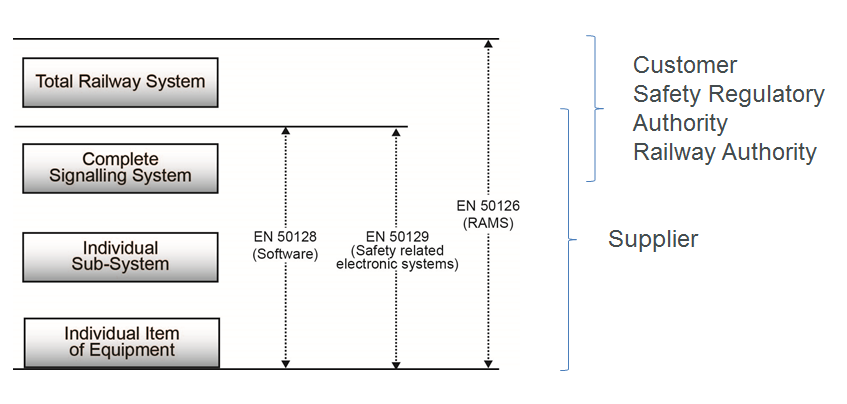 Total Railway System
Complete
Signalling System
Individual
Sub-System
Individual Item
of Equipment
EN 50128
(Software)
EN 50129
(Safety related
electronic systems)
EN 50126
(RAMS)
Customer
Safety Regulatory
Authority
Railway Authority
Supplier